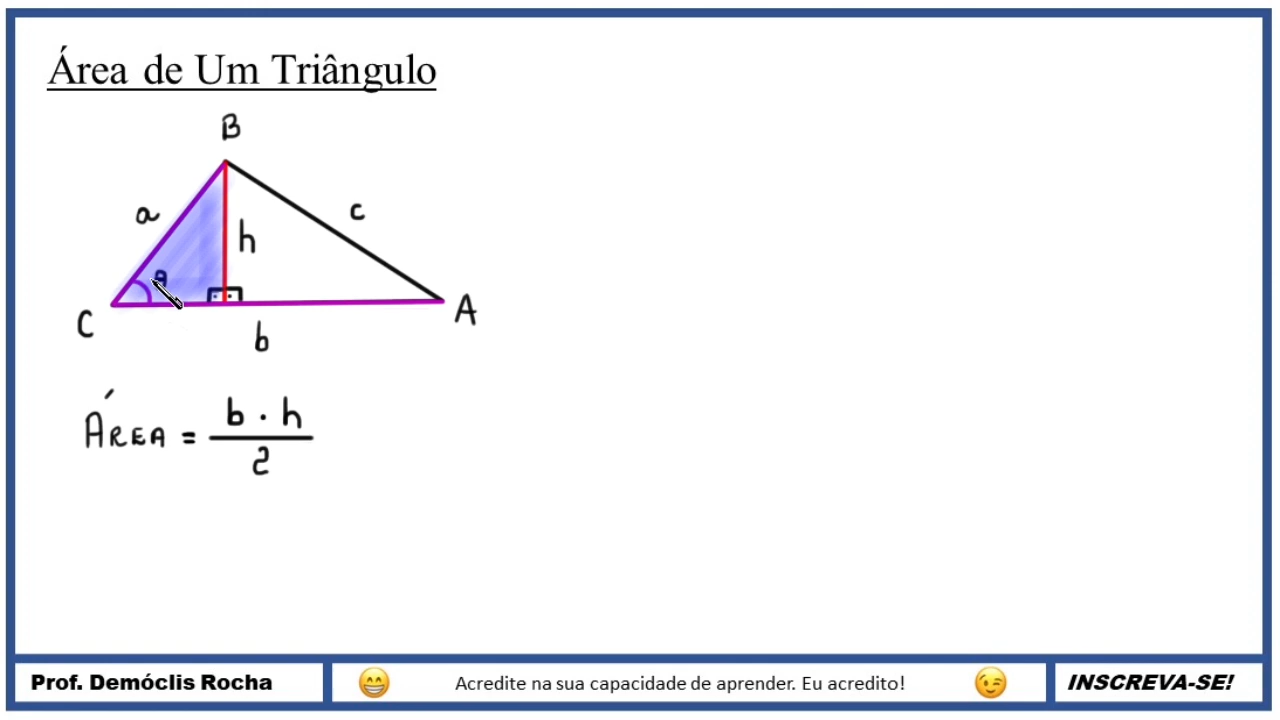 Área de Um Triângulo
B
a
c
h
θ
C
A
b
ÁREA = b · h
2
Prof. Demóclis Rocha
Acredite na sua capacidade de aprender. Eu acredito!
INSCREVA-SE!